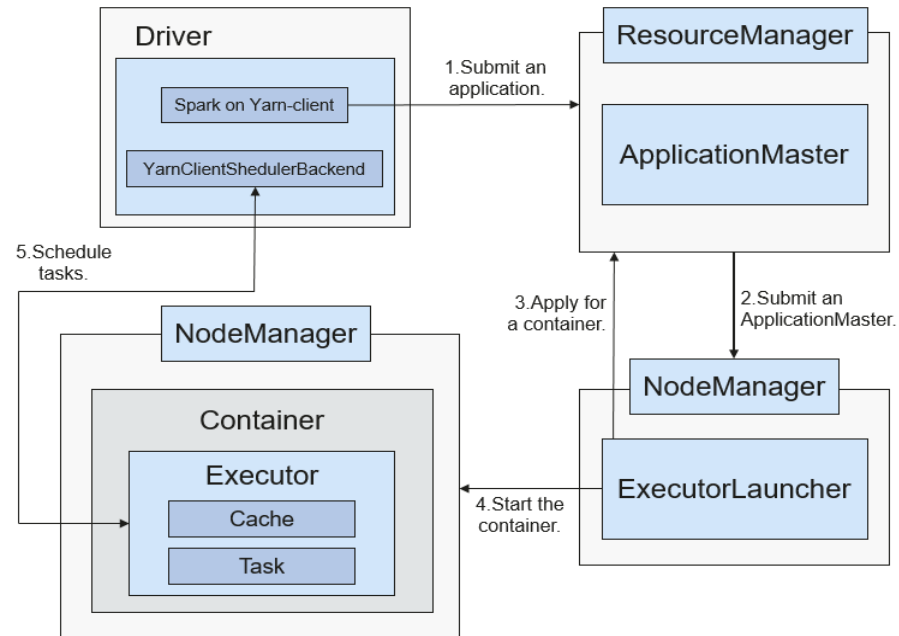 Driver
Spark on Yarn-client
YarnClientShedulerBackend
1.Submit an
application.
ResourceManager
ApplicationMaster
5.Schedule
tasks.
3.Apply for
a container.
2.Submit an
ApplicationMaster.
NodeManager
Container
Executor
Cache
Task
4.Start the
container.
NodeManager
ExecutorLauncher